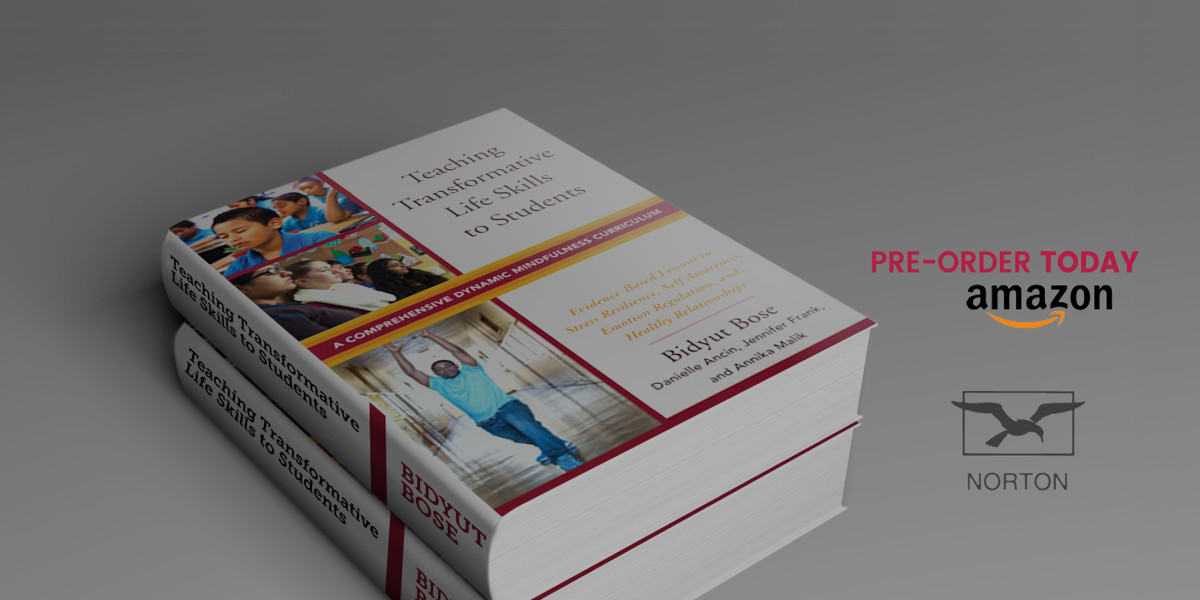 Teaching
Transformative
Life Skills
to Students
A COMPREHENSIVE DYNAMIC MINDFULNESS CURRICULUM
Evidence-Based Lessons in
Stress Resilience, Self-Awareness,
Emotion Regulation, and
Healthy Relationships
Bidyut Bose
Danielle Ancin, Jennifer Frank,
and Annika Malik
Teaching Transformative
Life Skills to Students
BIDYUT
BOSE
Teaching Transformative
Life Skills to Students
BIDYUT
PRE-ORDER TODAY
amazon
NORTON